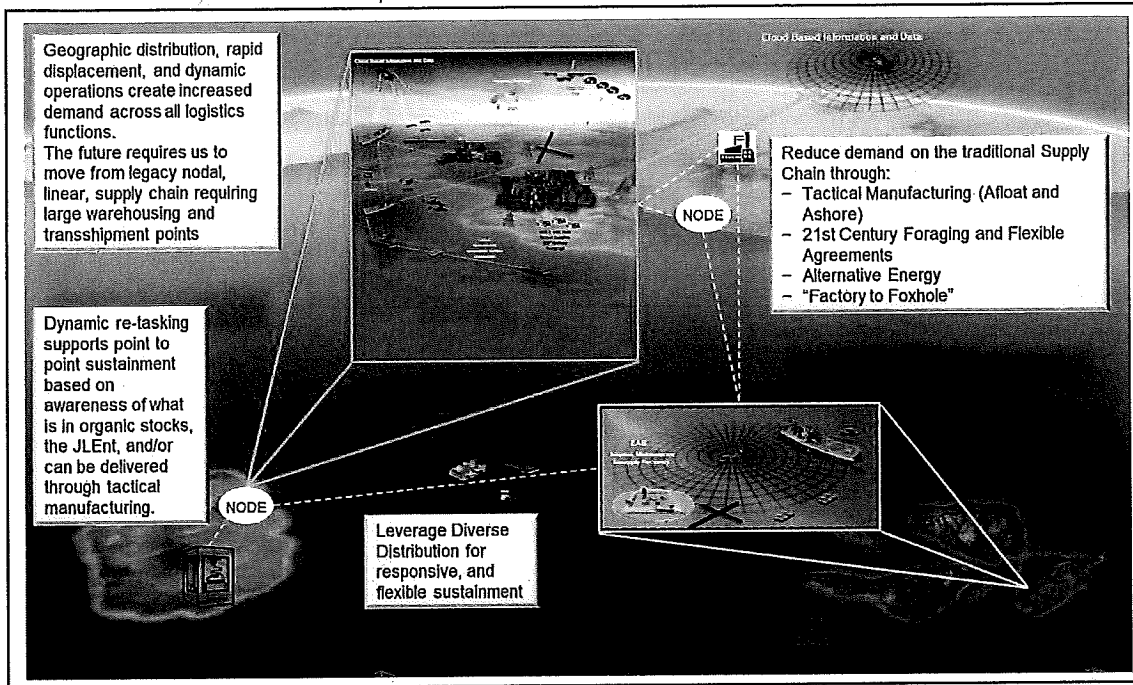 Geographic distribution, rapid
displacement, and dynamic
operations create increased
demand across all logistics
functions.
The future requires us to
move from legacy nodal,
linear, supply chain requiring
large warehousing and
transshipment points
Cloud Based Information and Data
Cloud Based Information and Data
Reduce demand on the traditional Supply
Chain through:
– Tactical Manufacturing (Afloat and
Ashore)
– 21st Century Foraging and Flexible
Agreements
– Alternative Energy
– "Factory to Foxhole"
NODE
Dynamic re-tasking
supports point to
point sustainment
based on
awareness of what
is in organic stocks,
the JLEnt, and/or
can be delivered
through tactical
manufacturing.
NODE
Leverage Diverse
Distribution for
responsive, and
flexible sustainment